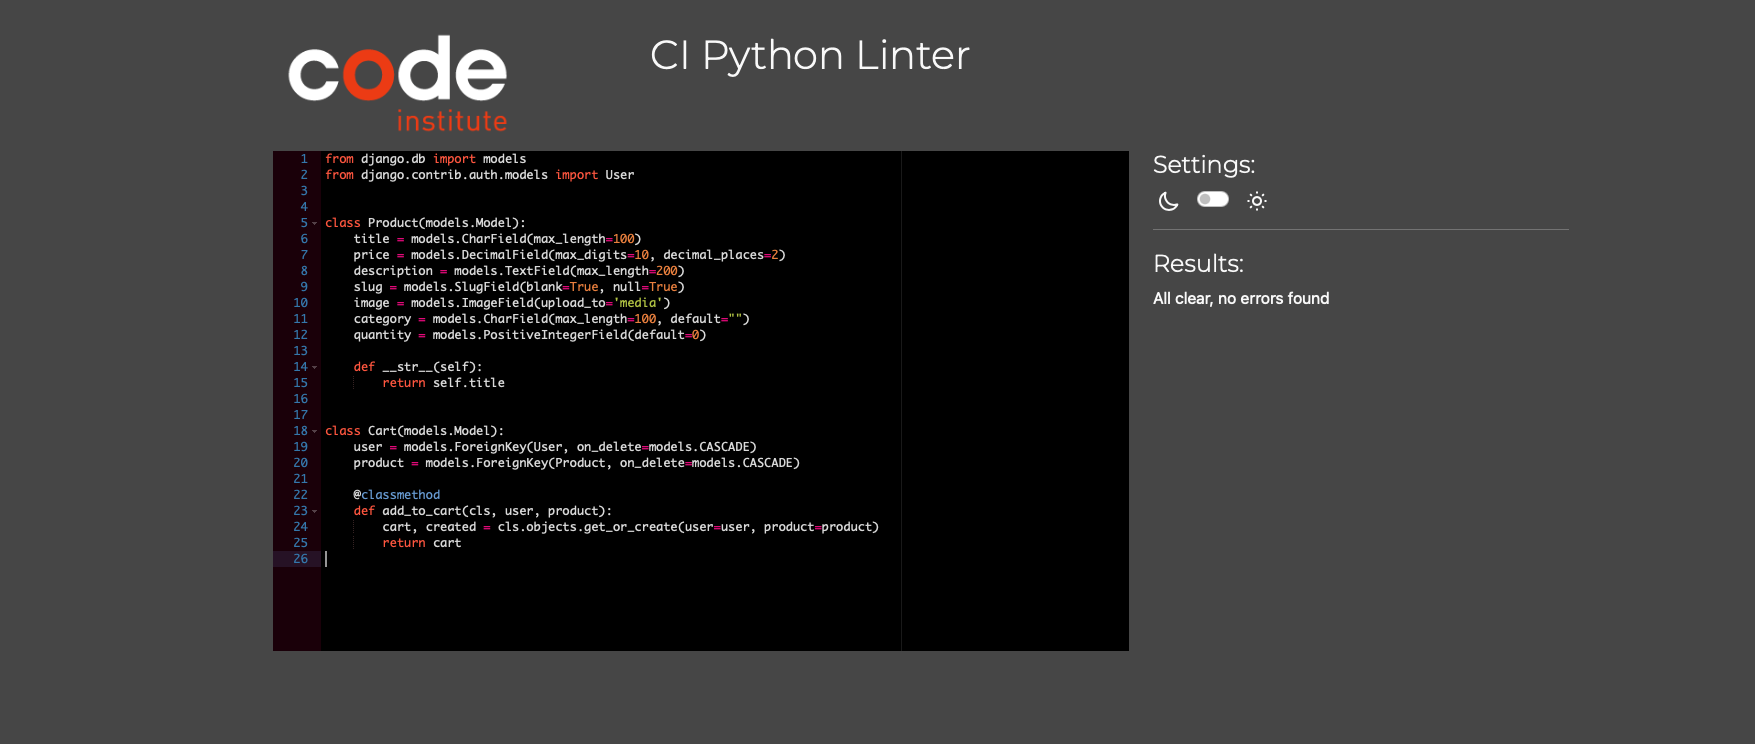 code
institute
CI Python Linter
1 from django.db import models
2 from django.contrib.auth.models import User
3
4
5 class Product(models.Model):
6     title = models.CharField(max_length=100)
7     price = models.DecimalField(max_digits=10, decimal_places=2)
8     description = models.TextField(max_length=200)
9     slug = models.SlugField(blank=True, null=True)
10     image = models.ImageField(upload_to='media')
11     category = models.CharField(max_length=100, default="")
12     quantity = models.PositiveIntegerField(default=0)
13
14     def __str__(self):
15         return self.title
16
17
18 class Cart(models.Model):
19     user = models.ForeignKey(User, on_delete=models.CASCADE)
20     product = models.ForeignKey(Product, on_delete=models.CASCADE)
21
22     @classmethod
23     def add_to_cart(cls, user, product):
24         cart, created = cls.objects.get_or_create(user=user, product=product)
25         return cart
26
Settings:
Results:
All clear, no errors found